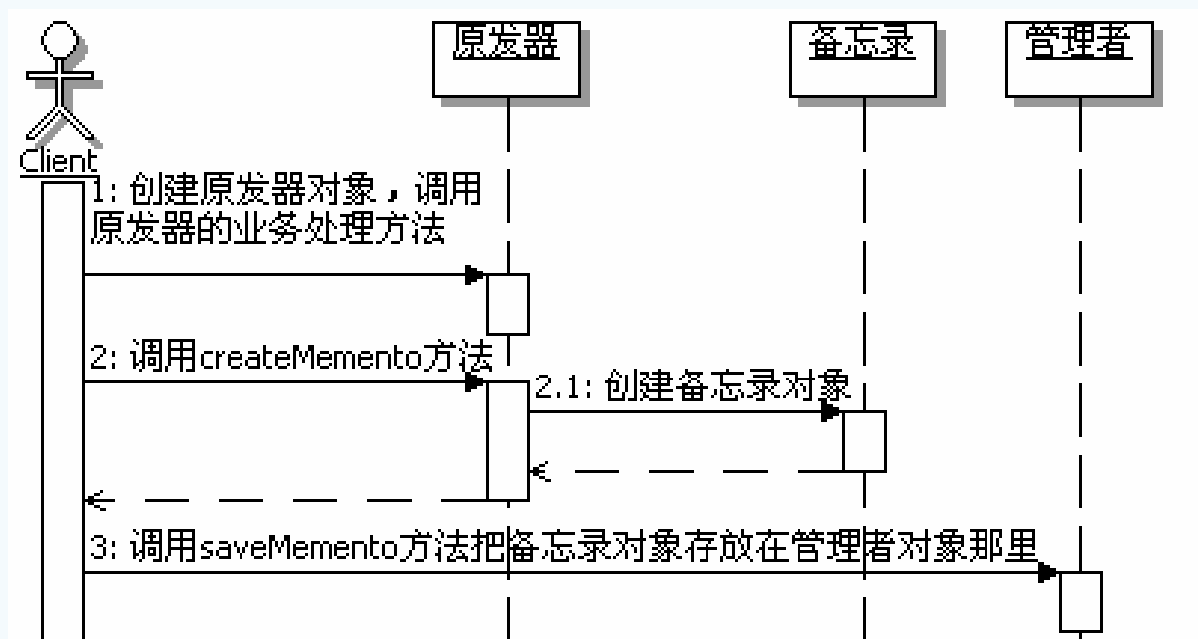 原发器
备忘录
管理者
Client
1: 创建原发器对象，调用
原发器的业务处理方法
2: 调用createMemento方法
2.1: 创建备忘录对象
3: 调用saveMemento方法把备忘录对象存放在管理者对象那里